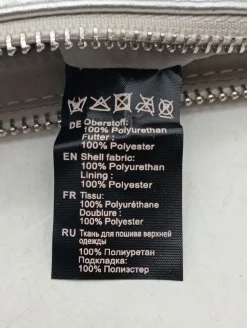 DE Oberstoff:
100% Polyurethan
Futter :
100% Polyester
EN Shell fabric:
100% Polyurethan
Lining :
100% Polyester
FR Tissu:
100% Polyuréthane
Doublure :
100% Polyester
RU Ткань для пошива верхней
одежды
100% Полиуретан
Подкладка:
100% Полиэстер